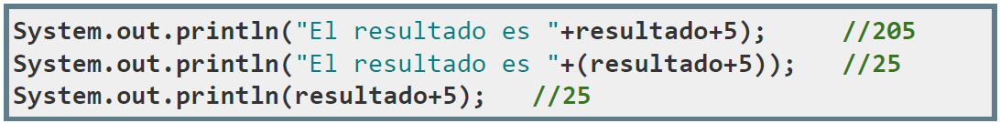 System.out.println("El resultado es "+resultado+5);     //205
System.out.println("El resultado es "+(resultado+5));   //25
System.out.println(resultado+5);   //25